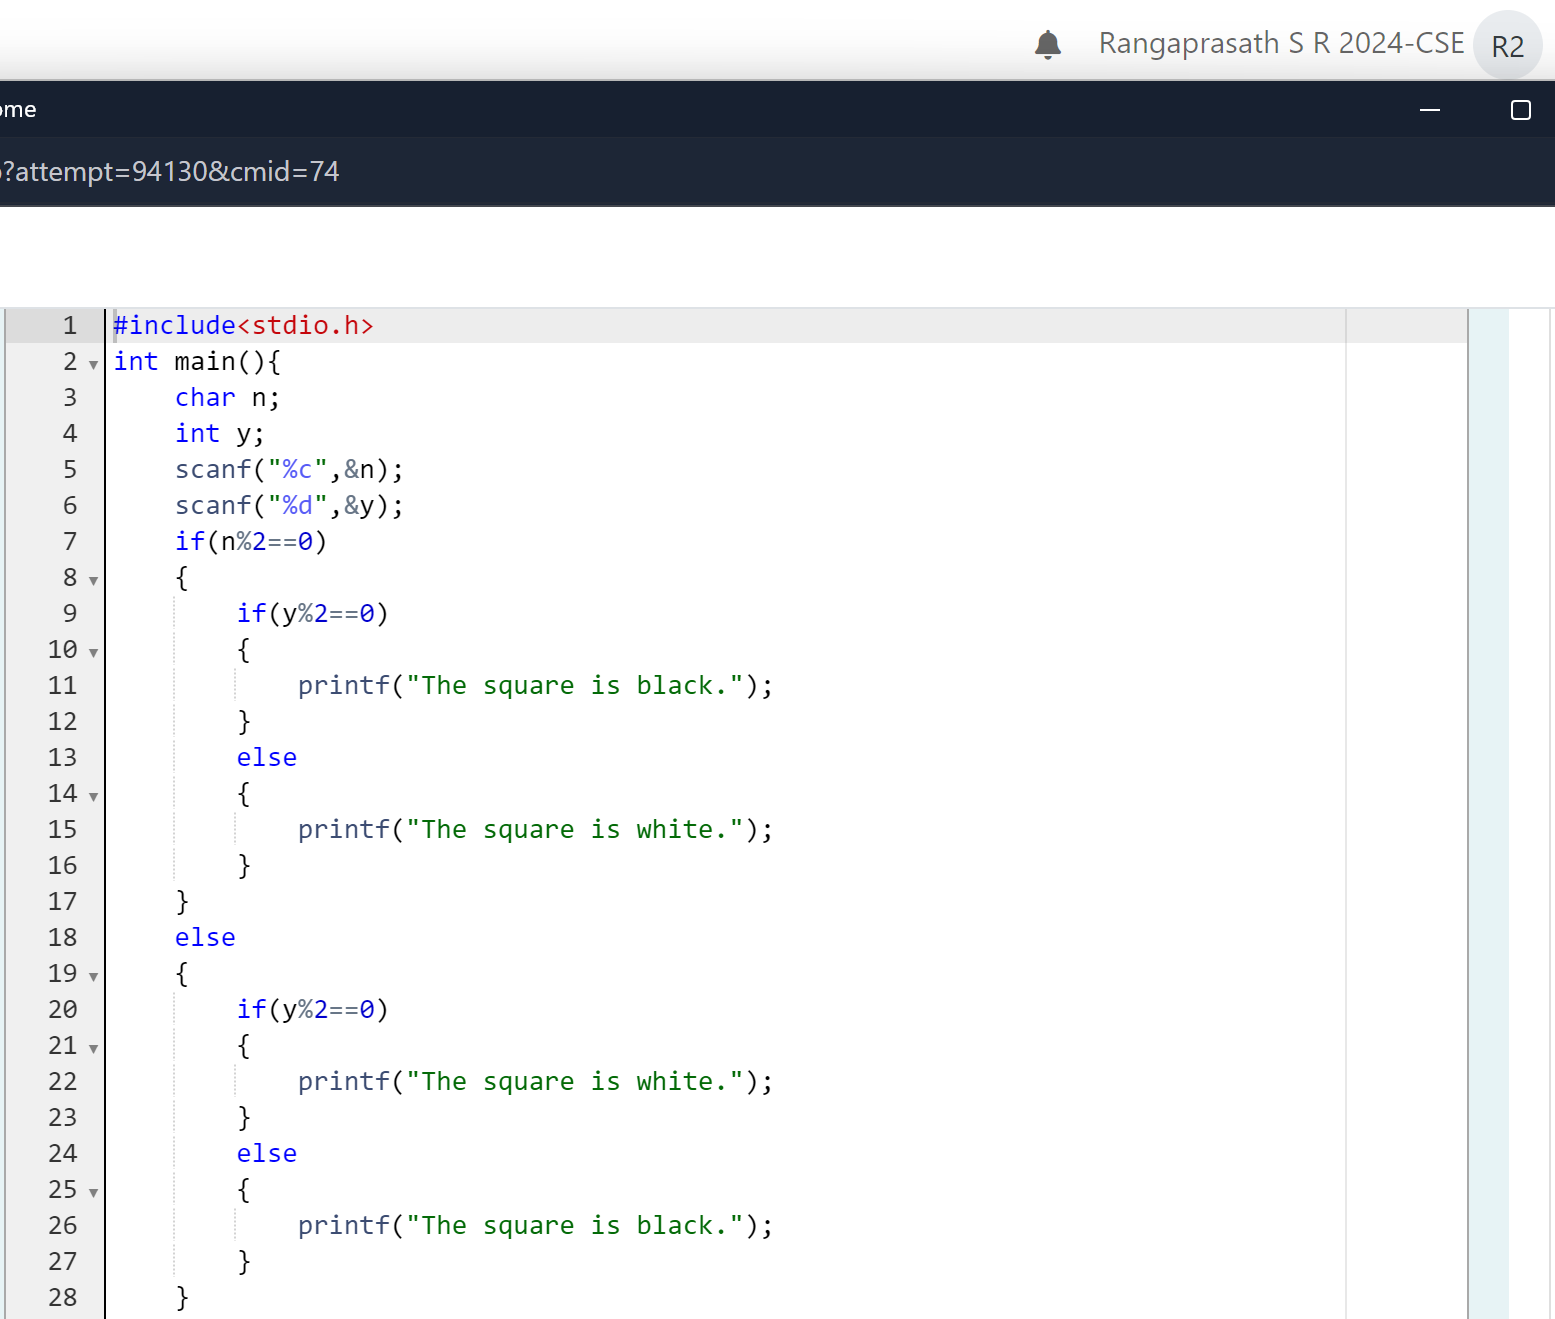 Rangaprasath S R 2024-CSE R2
ome
?attempt=94130&cmid=74
1 #include<stdio.h>
2 int main(){
3 char n;
4 int y;
5 scanf("%c",&n);
6 scanf("%d",&y);
7 if(n%2==0)
8 {
9 if(y%2==0)
10 {
11 printf("The square is black.");
12 }
13 else
14 {
15 printf("The square is white.");
16 }
17 }
18 else
19 {
20 if(y%2==0)
21 {
22 printf("The square is white.");
23 }
24 else
25 {
26 printf("The square is black.");
27 }
28 }